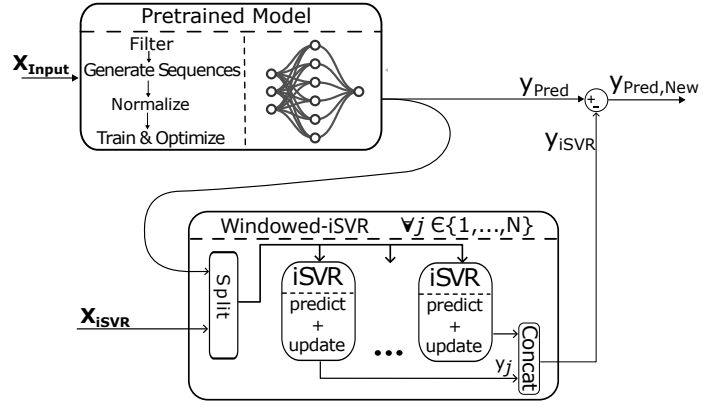 Pretrained Model
X_Input
Filter
Generate Sequences
Normalize
Train & Optimize
y_Pred
+
-
y_Pred,New
y_iSVR
Windowed-iSVR ∀j ∈{1,...,N}
X_iSVR
Split
iSVR
predict
+
update
...
iSVR
predict
+
update
y_j
Concat